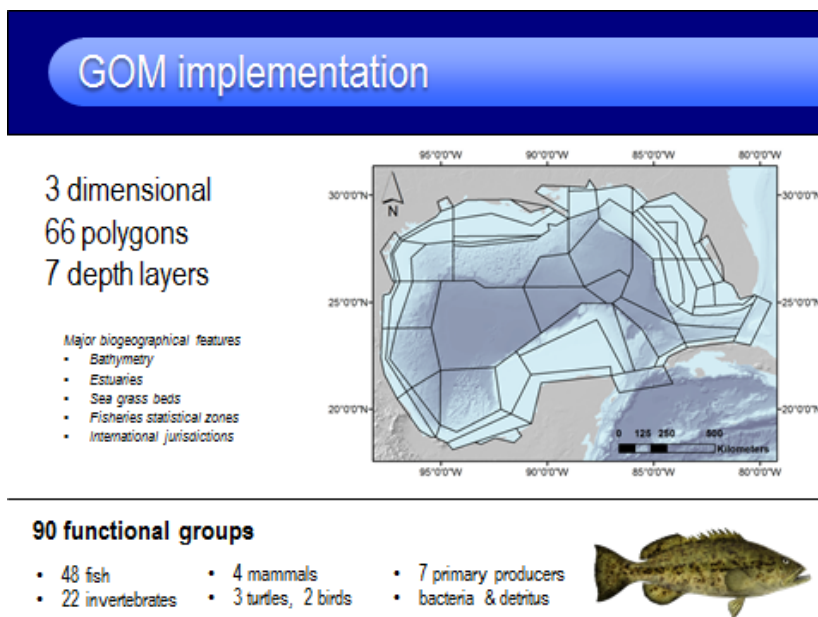 GOM implementation
3 dimensional
66 polygons
7 depth layers
Major biogeographical features
▪ Bathymetry
▪ Estuaries
▪ Sea grass beds
▪ Fisheries statistical zones
▪ International jurisdictions
95°0'0"W 90°0'0"W 85°0'0"W 80°0'0"W
30°0'0"N 30°0'0"N
N
25°0'0"N 25°0'0"N
20°0'0"N 20°0'0"N
0 125 250 500
Kilometers
95°0'0"W 90°0'0"W 85°0'0"W 80°0'0"W
90 functional groups
• 48 fish
• 22 invertebrates
• 4 mammals
• 3 turtles, 2 birds
• 7 primary producers
• bacteria & detritus